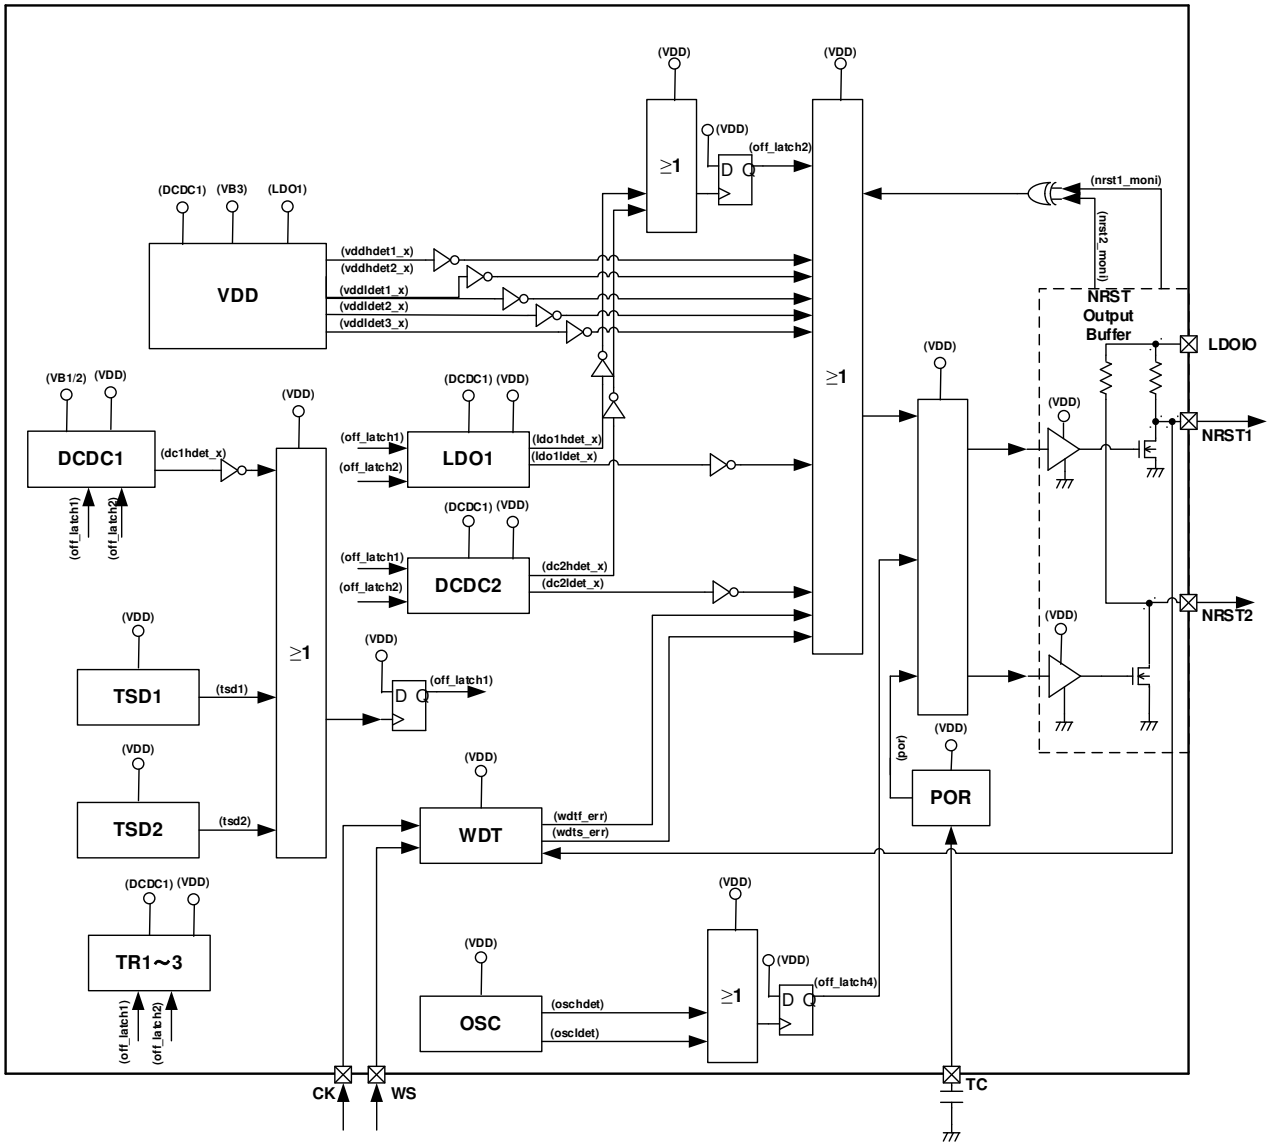 (VDD)
(VDD)
(VDD)
≥1
D Q
(off_latch2)
(nrst1_moni)
(nrst2_moni)
(DCDC1)
(VB3)
(LDO1)
VDD
(vddhdet1_x)
(vddhdet2_x)
(vddldet1_x)
(vddldet2_x)
(vddldet3_x)
NRST
Output
Buffer
LDOIO
≥1
(VDD)
(VB1/2)
(VDD)
(VDD)
(DCDC1)
(VDD)
DCDC1
(dc1hdet_x)
(off_latch1)
(off_latch2)
(off_latch1)
(off_latch2)
LDO1
(ldo1hdet_x)
(ldo1ldet_x)
(VDD)
NRST1
(DCDC1)
(VDD)
(off_latch1)
(off_latch2)
DCDC2
(dc2hdet_x)
(dc2ldet_x)
NRST2
(VDD)
(VDD)
≥1
(VDD)
TSD1
(tsd1)
D Q
(off_latch1)
(VDD)
TSD2
(tsd2)
(VDD)
WDT
(wdtf_err)
(wdts_err)
(por)
(VDD)
POR
(DCDC1)
(VDD)
TR1～3
(off_latch1)
(off_latch2)
(VDD)
OSC
(oschdet)
(oscldet)
(VDD)
≥1
(VDD)
D Q
(off_latch4)
CK
WS
TC